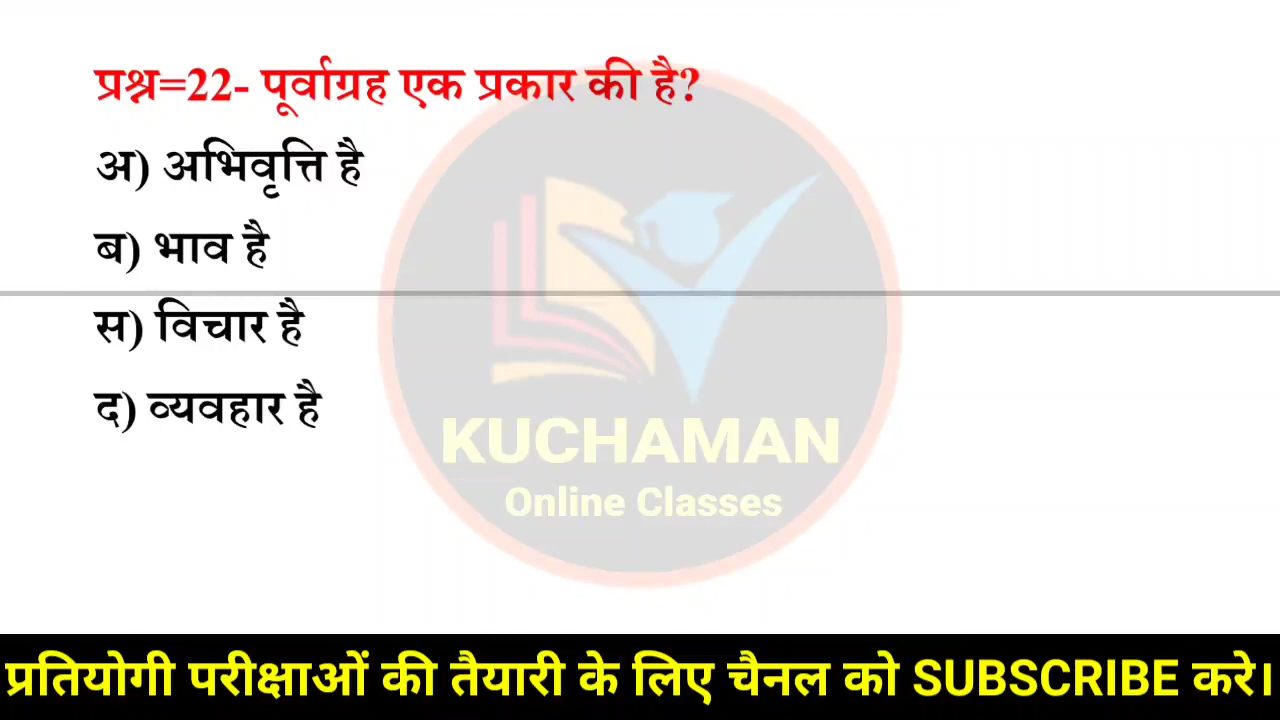 प्रश्न=22- पूर्वाग्रह एक प्रकार की है?
अ) अभिवृत्ति है
ब) भाव है
स) विचार है
द) व्यवहार है
KUCHAMAN
Online Classes
प्रतियोगी परीक्षाओं की तैयारी के लिए चैनल को SUBSCRIBE करे।